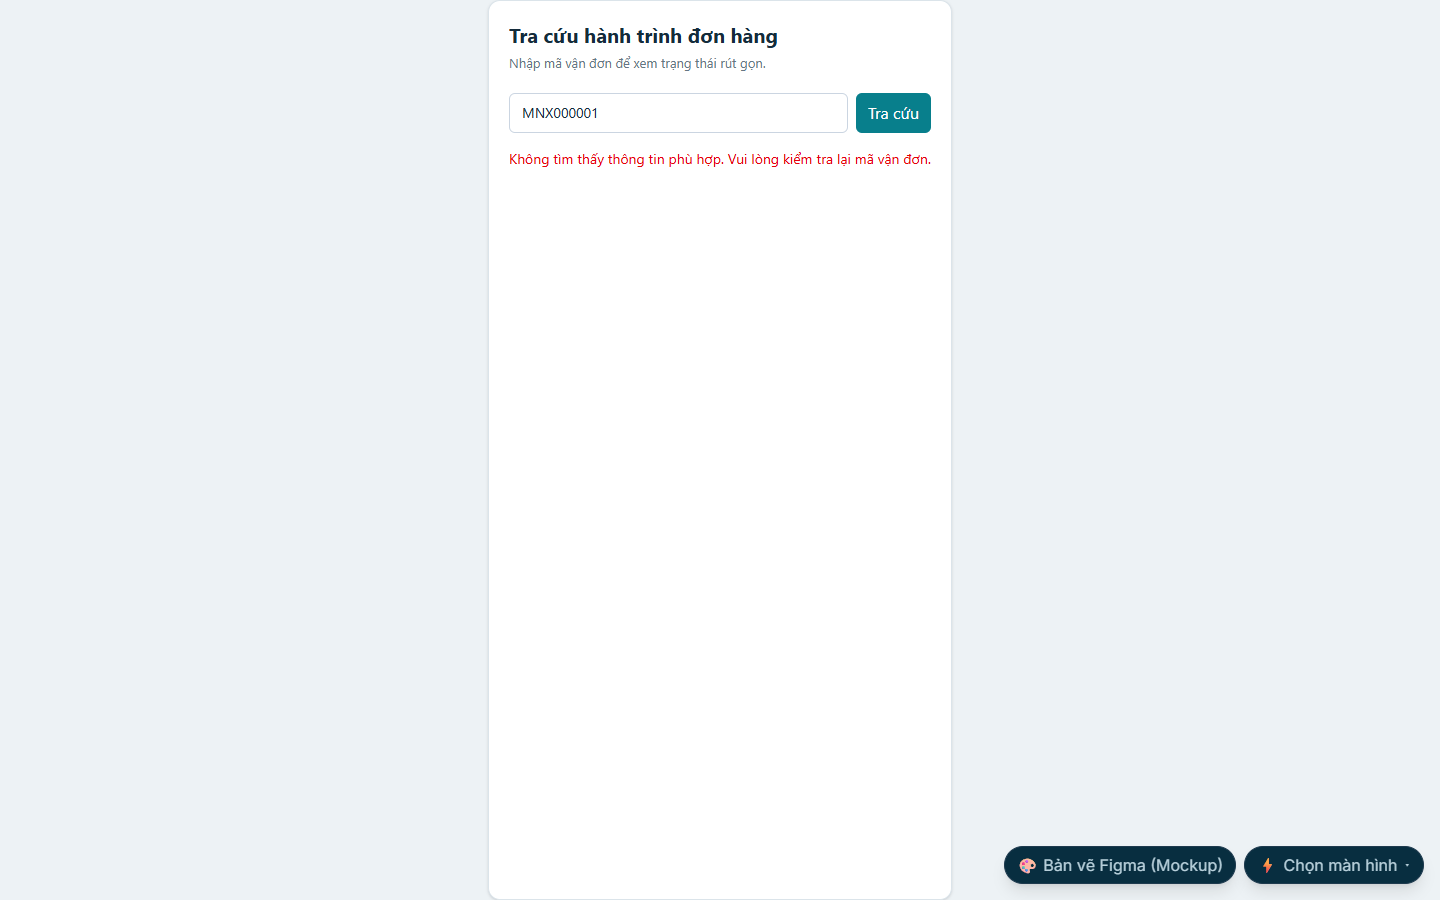 Tra cứu hành trình đơn hàng
Nhập mã vận đơn để xem trạng thái rút gọn.
MNX000001
Tra cứu
Không tìm thấy thông tin phù hợp. Vui lòng kiểm tra lại mã vận đơn.
Bản vẽ Figma (Mockup)
Chọn màn hình